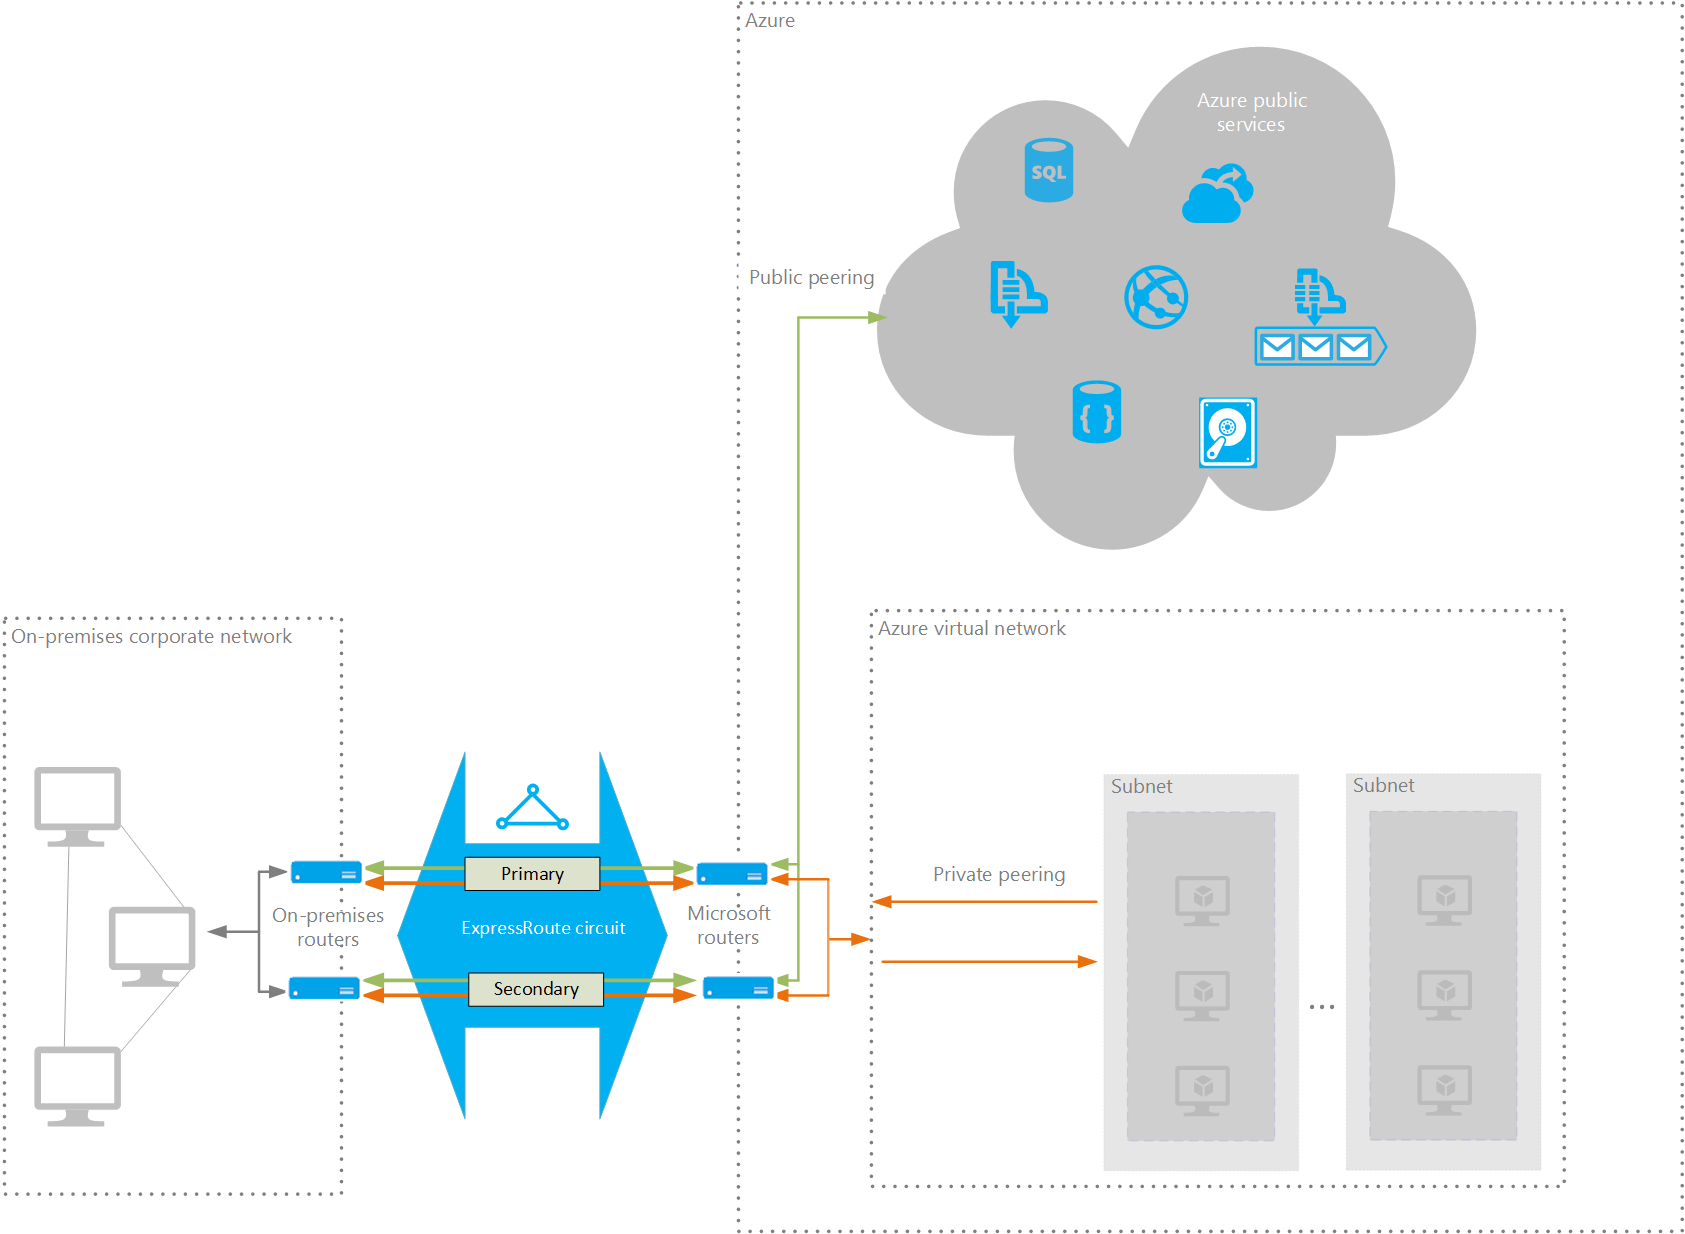 Azure
Azure public
services
SQL
Public peering
{ }
On-premises corporate network
Azure virtual network
Subnet
Subnet
Primary
Private peering
On-premises
routers
ExpressRoute circuit
Microsoft
routers
Secondary
...